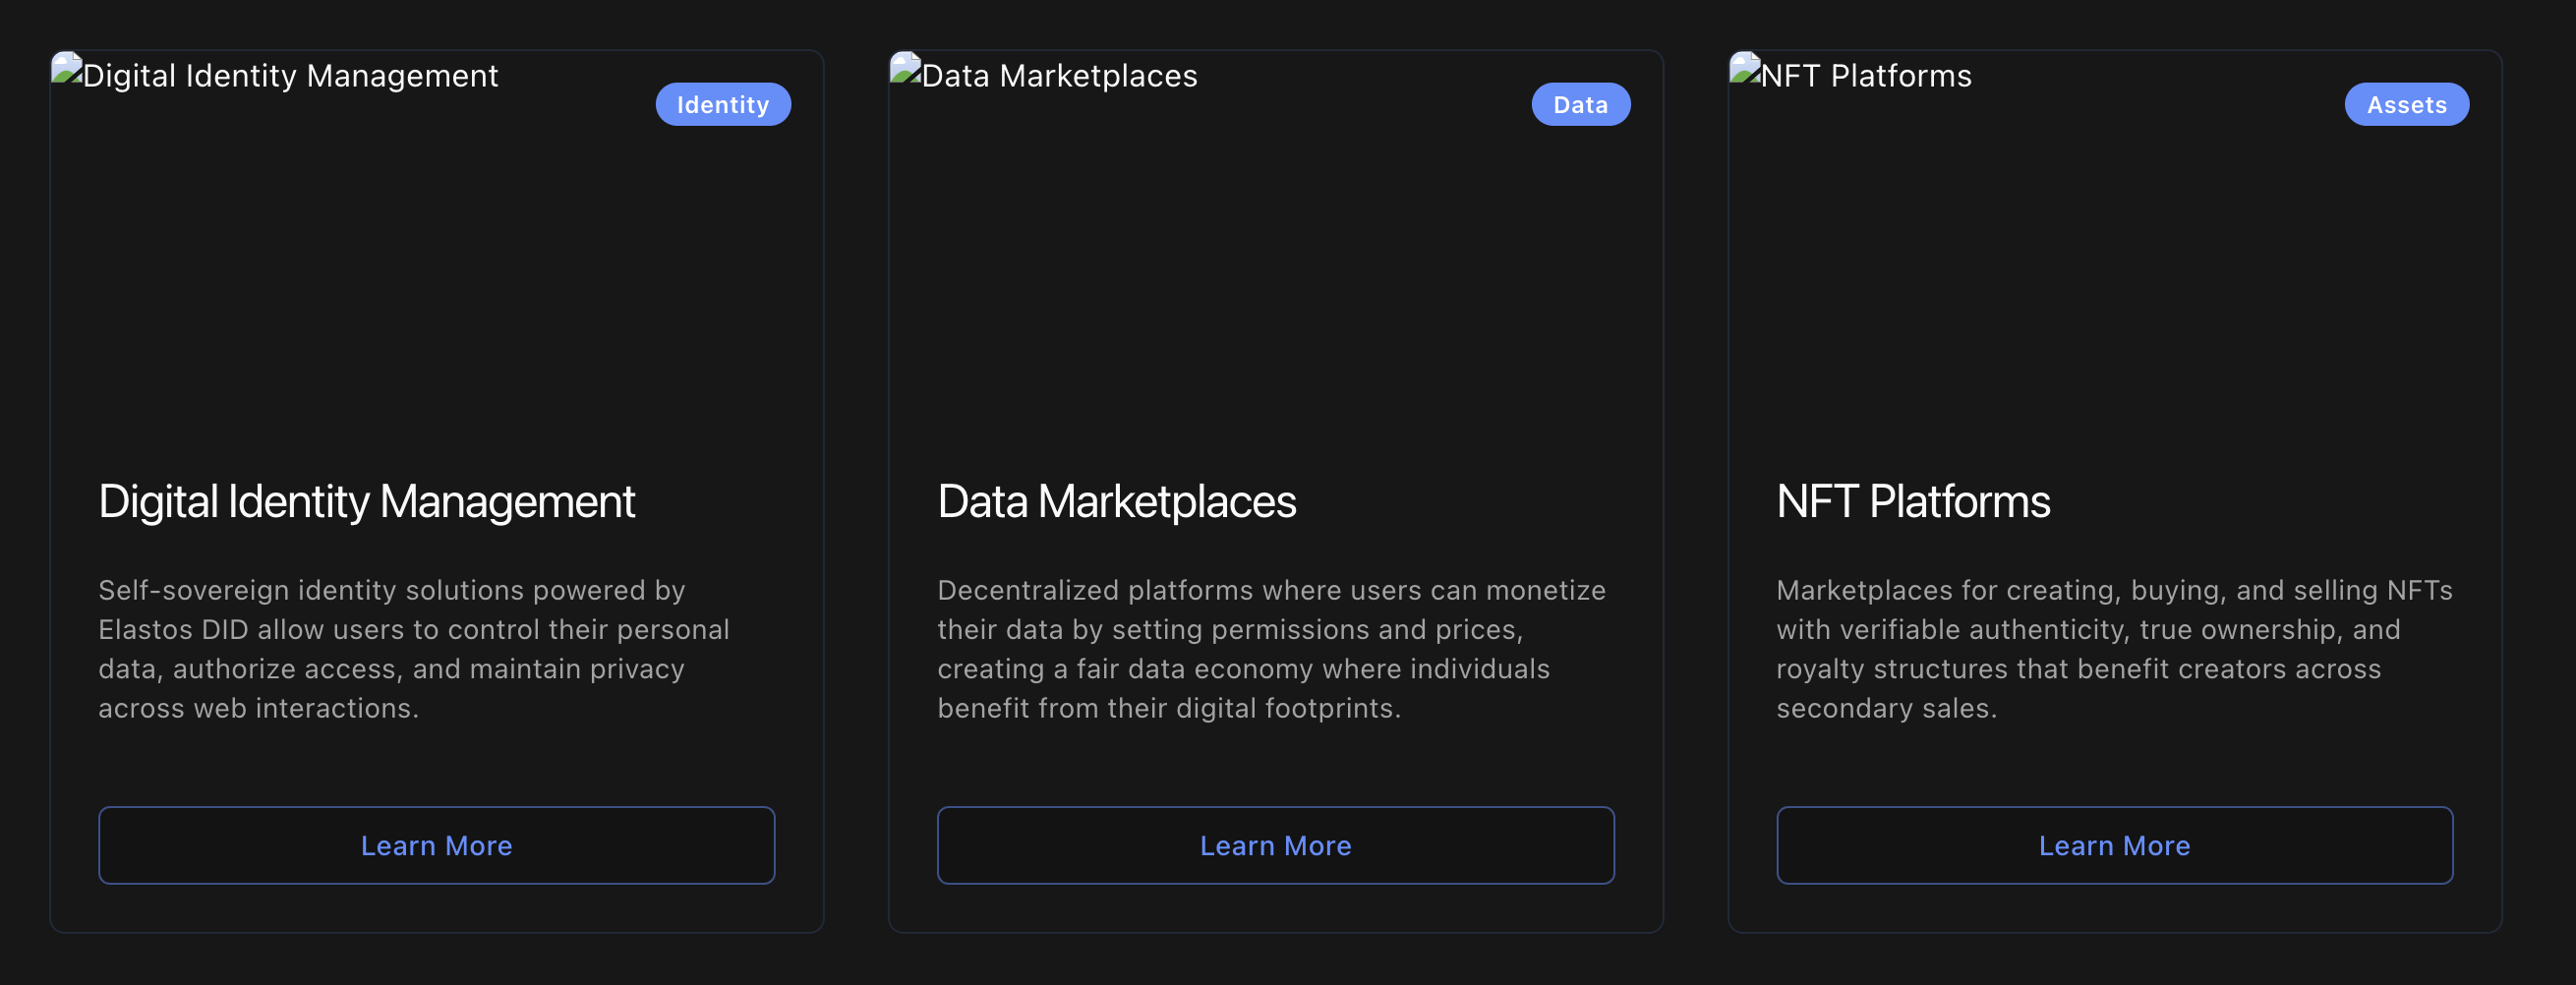 Digital Identity Management
Identity
Digital Identity Management
Self-sovereign identity solutions powered by
Elastos DID allow users to control their personal
data, authorize access, and maintain privacy
across web interactions.
Learn More
Data Marketplaces
Data
Data Marketplaces
Decentralized platforms where users can monetize
their data by setting permissions and prices,
creating a fair data economy where individuals
benefit from their digital footprints.
Learn More
NFT Platforms
Assets
NFT Platforms
Marketplaces for creating, buying, and selling NFTs
with verifiable authenticity, true ownership, and
royalty structures that benefit creators across
secondary sales.
Learn More